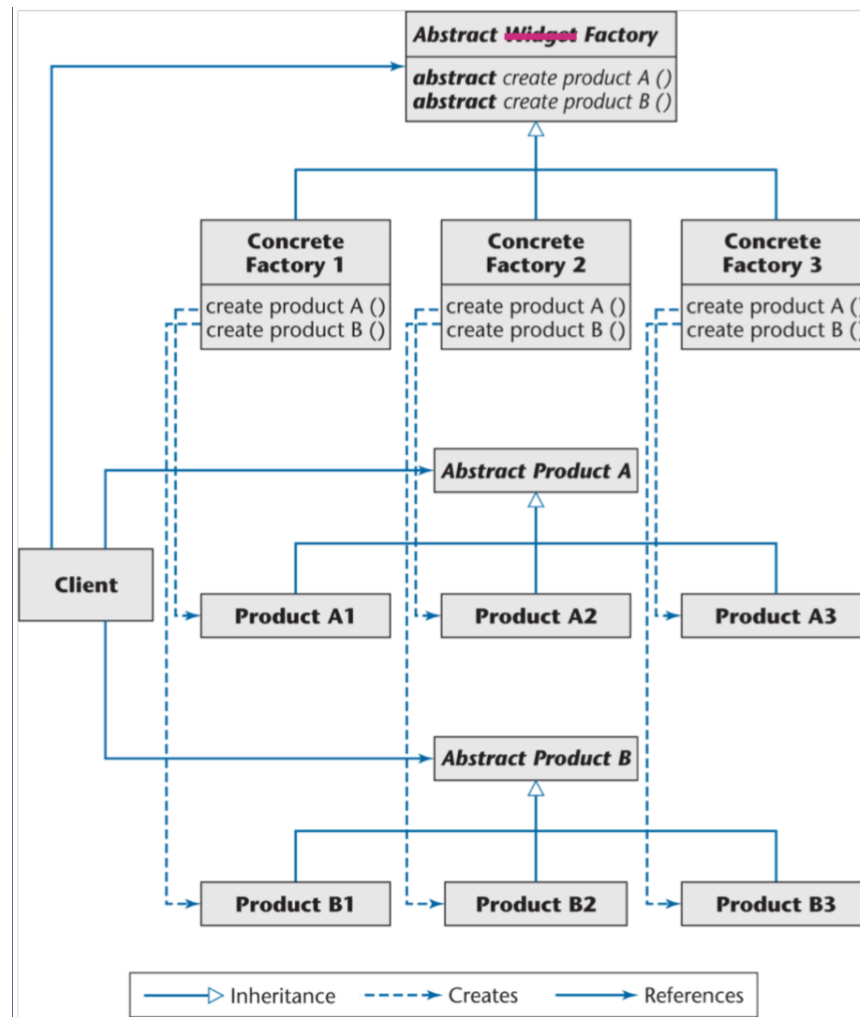 Abstract Widget Factory
abstract create product A ()
abstract create product B ()
Concrete
Factory 1
create product A ()
create product B ()
Concrete
Factory 2
create product A ()
create product B ()
Concrete
Factory 3
create product A ()
create product B ()
Abstract Product A
Client
Product A1
Product A2
Product A3
Abstract Product B
Product B1
Product B2
Product B3
Inheritance
Creates
References